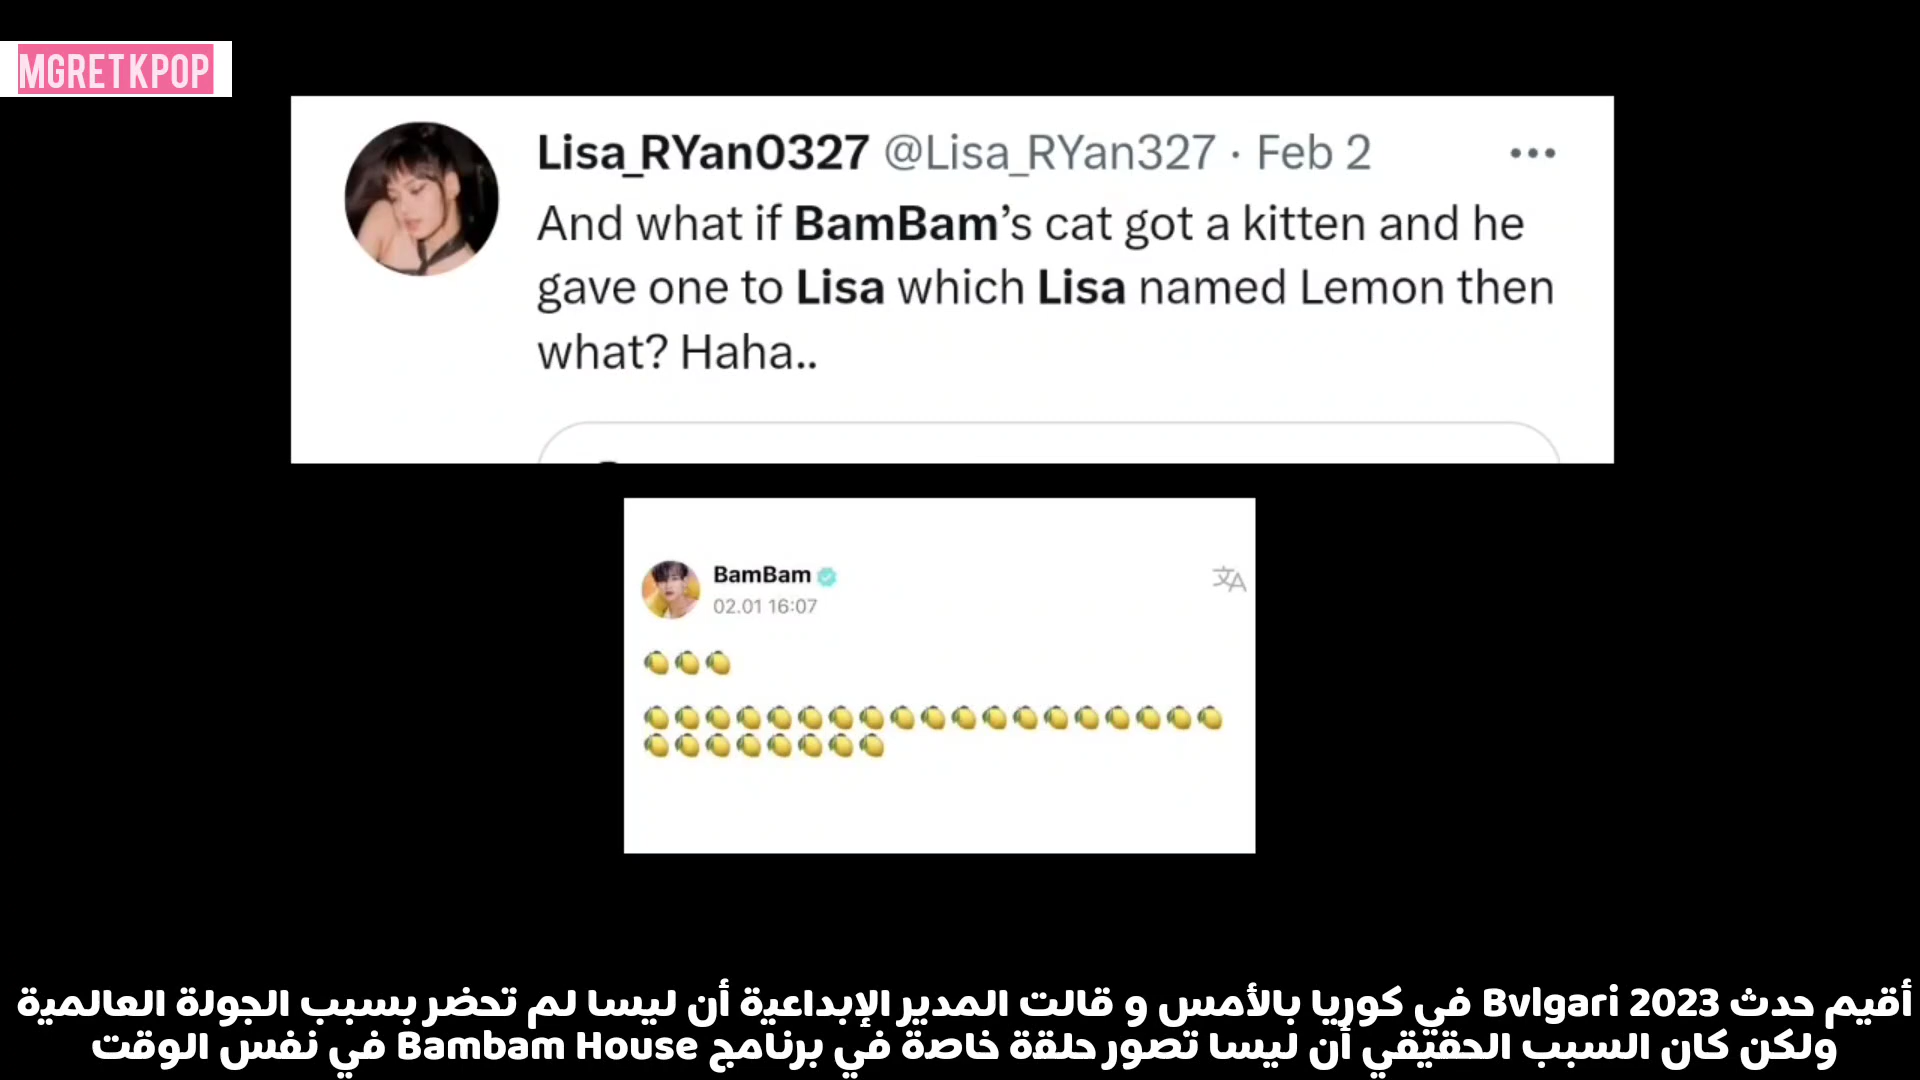 MGRETKPOP
Lisa_RYan0327 @Lisa_RYan327 · Feb 2
And what if BamBam’s cat got a kitten and he
gave one to Lisa which Lisa named Lemon then
what? Haha..
BamBam
02.01 16:07
🍋🍋🍋
🍋🍋🍋🍋🍋🍋🍋🍋🍋🍋🍋🍋🍋🍋🍋🍋🍋🍋🍋
🍋🍋🍋🍋🍋🍋🍋🍋
أقيم حدث Bvlgari 2023 في كوريا بالأمس و قالت المدير الإبداعية أن ليسا لم تحضر بسبب الجولة العالمية
ولكن كان السبب الحقيقي أن ليسا تصور حلقة خاصة في برنامج Bambam House في نفس الوقت